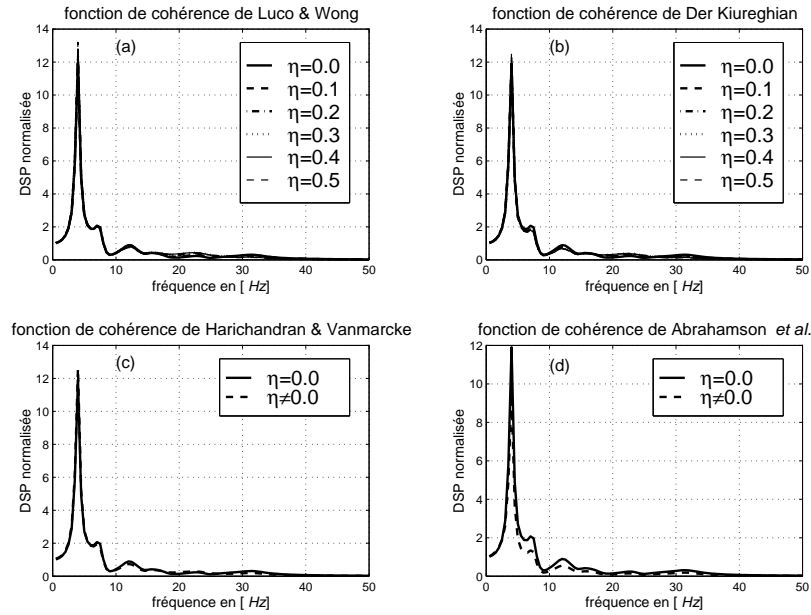 fonction de cohérence de Luco & Wong
(a)
η=0.0
η=0.1
η=0.2
η=0.3
η=0.4
η=0.5
DSP normalisée
14
12
10
8
6
4
2
0
0 10 20 30 40 50
fréquence en [ Hz]
fonction de cohérence de Der Kiureghian
(b)
η=0.0
η=0.1
η=0.2
η=0.3
η=0.4
η=0.5
DSP normalisée
14
12
10
8
6
4
2
0
0 10 20 30 40 50
fréquence en [ Hz]
fonction de cohérence de Harichandran & Vanmarcke
(c)
η=0.0
η≠0.0
DSP normalisée
14
12
10
8
6
4
2
0
0 10 20 30 40 50
fréquence en [ Hz]
fonction de cohérence de Abrahamson et al.
(d)
η=0.0
η≠0.0
DSP normalisée
12
10
8
6
4
2
0
0 10 20 30 40 50
fréquence en [ Hz]